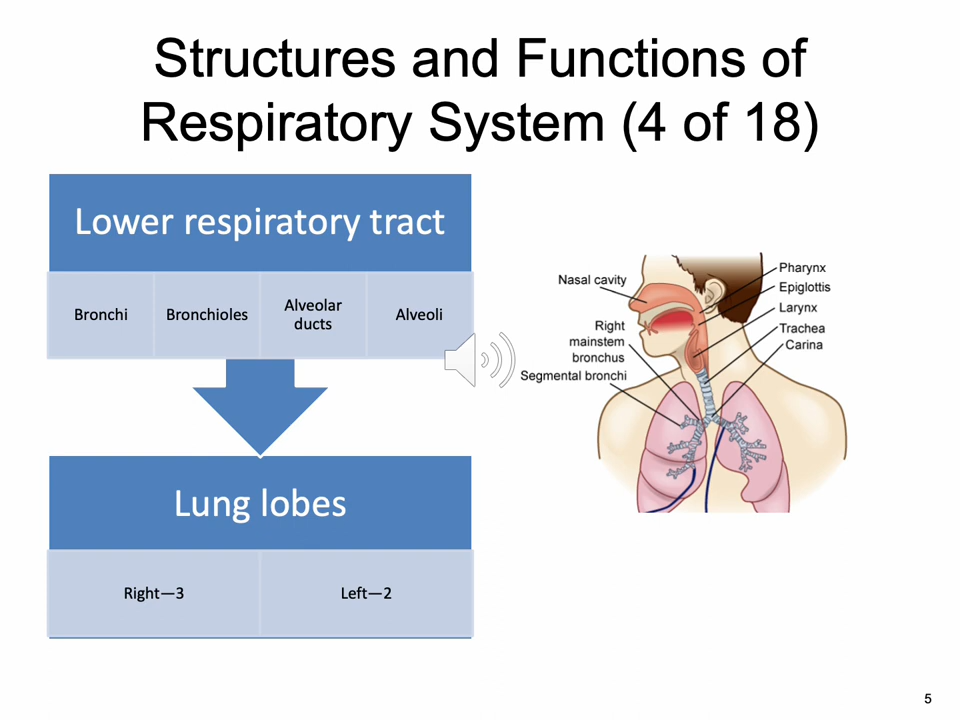 Structures and Functions of
Respiratory System (4 of 18)
Lower respiratory tract
Bronchi
Bronchioles
Alveolar
ducts
Alveoli
Lung lobes
Right—3
Left—2
Nasal cavity
Right
mainstem
bronchus
Segmental bronchi
Pharynx
Epiglottis
Larynx
Trachea
Carina
5